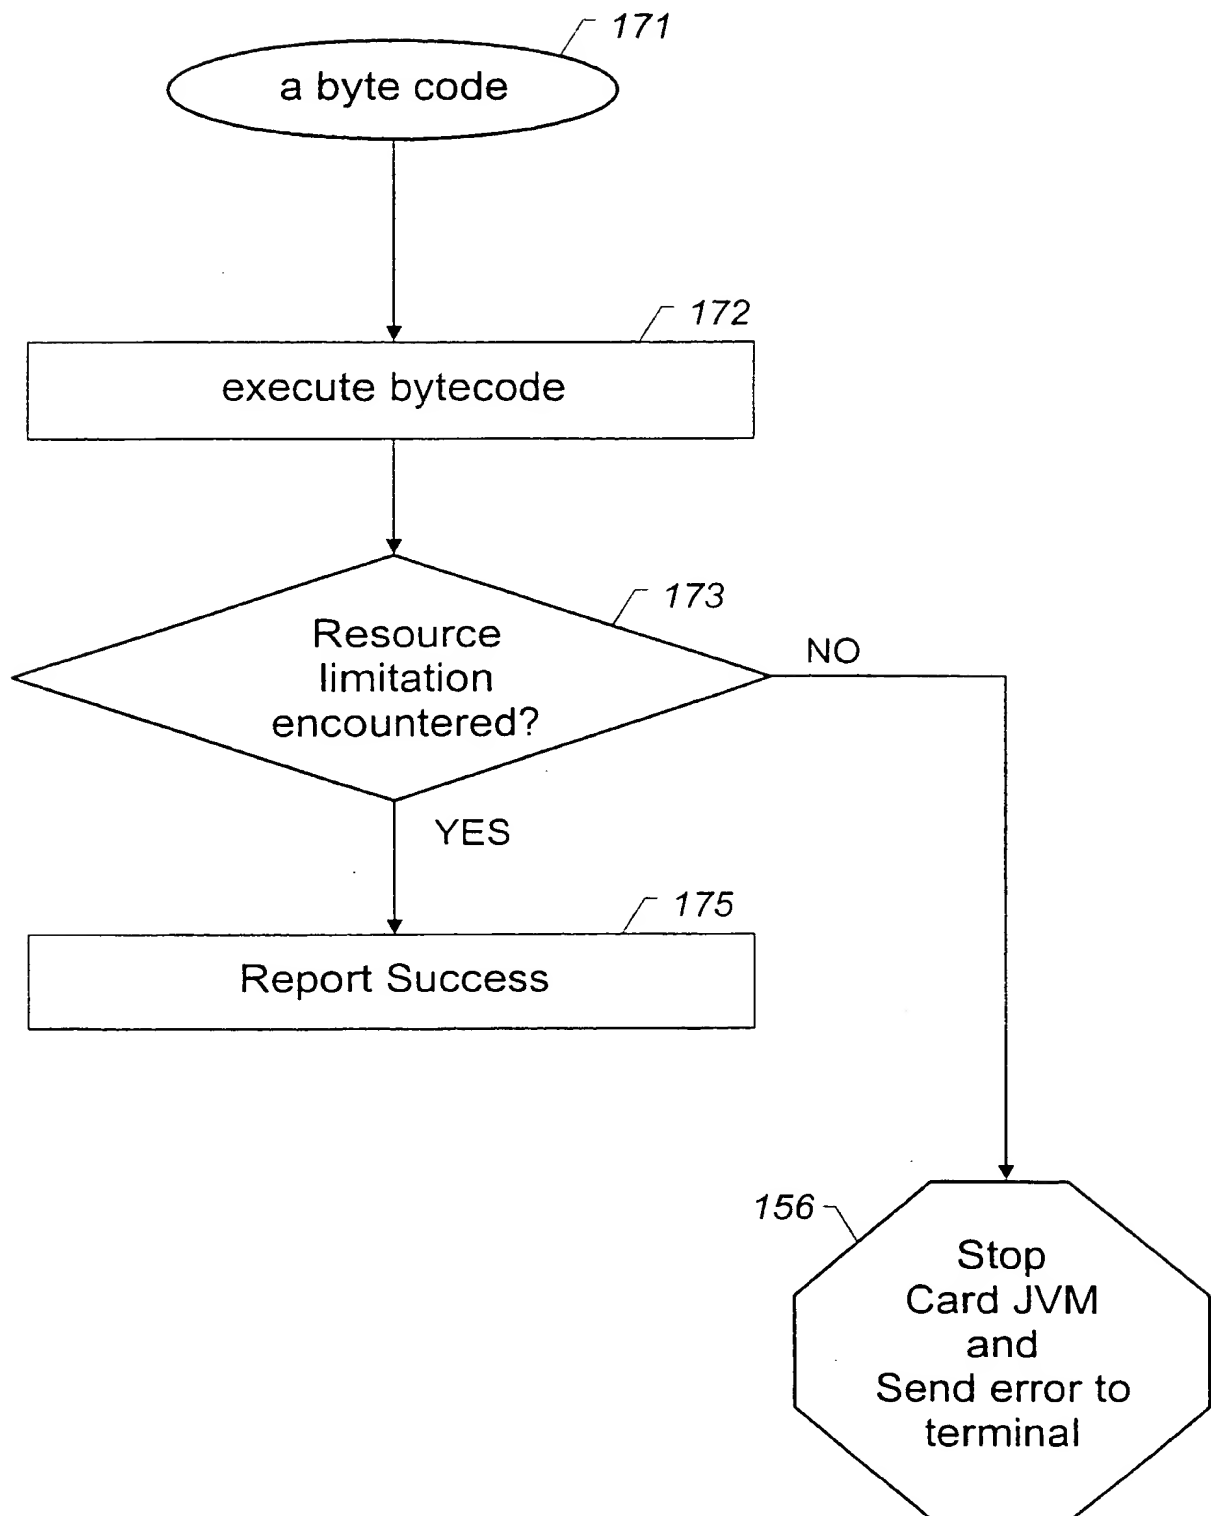 171
a byte code
172
execute bytecode
173
Resource
limitation
encountered?
NO
YES
175
Report Success
156
Stop
Card JVM
and
Send error to
terminal